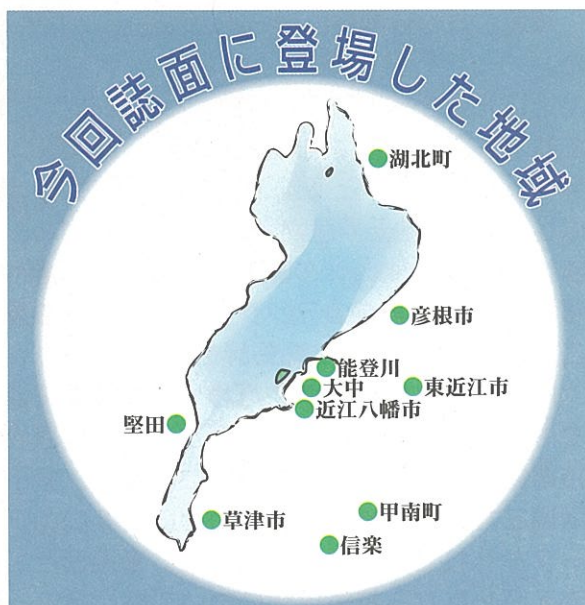 今回誌面に登場した地域
湖北町
彦根市
能登川
大中
東近江市
近江八幡市
堅田
草津市
甲南町
信楽